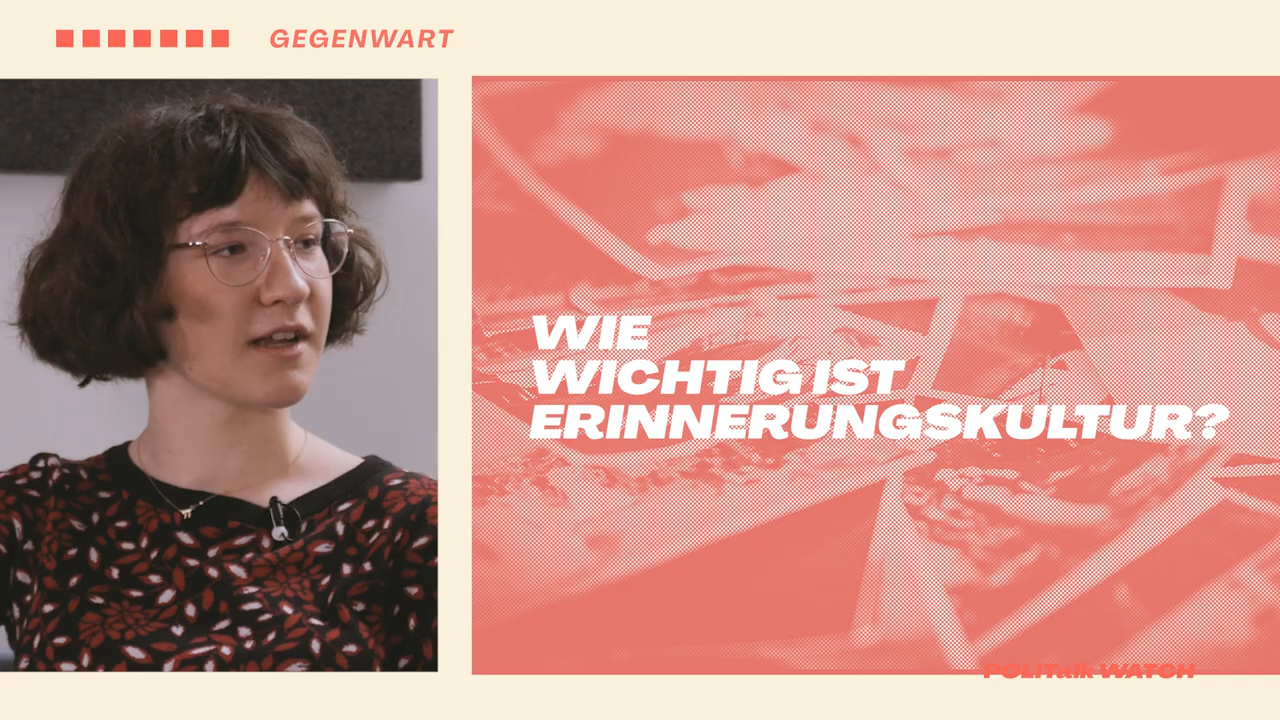 GEGENWART
WIE
WICHTIG IST
ERINNERUNGSKULTUR?
POLITalk WATCH